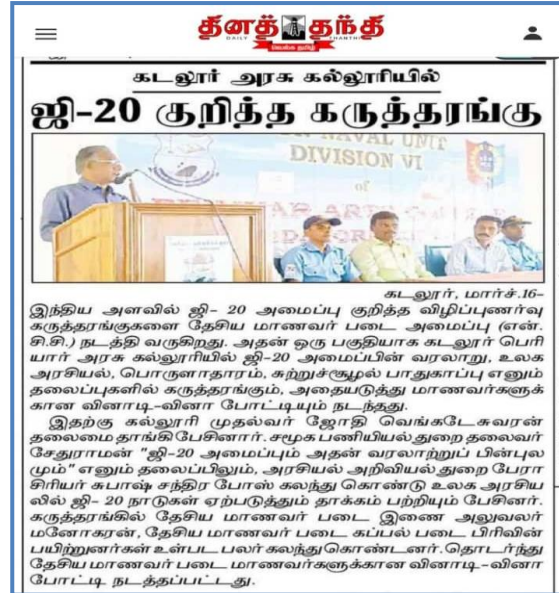 தினத்தந்தி
DAILY THANTHI
வெல்க தமிழ்
கடலூர் அரசு கல்லூரியில்
ஜி-20 குறித்த கருத்தரங்கு
NAVAL UNIT
DIVISION VI
of
ARTS
கடலூர், மார்ச்.16-
இந்திய அளவில் ஜி- 20 அமைப்பு குறித்த விழிப்புணர்வு
கருத்தரங்குகளை தேசிய மாணவர் படை அமைப்பு (என்.
சி.சி.) நடத்தி வருகிறது. அதன் ஒரு பகுதியாக கடலூர் பெரி
யார் அரசு கல்லூரியில் ஜி-20 அமைப்பின் வரலாறு, உலக
அரசியல், பொருளாதாரம், சுற்றுச்சூழல் பாதுகாப்பு எனும்
தலைப்புகளில் கருத்தரங்கும், அதையடுத்து மாணவர்களுக்
கான வினாடி-வினா போட்டியும் நடந்தது.
இதற்கு கல்லூரி முதல்வர் ஜோதி வெங்கடேசுவரன்
தலைமை தாங்கி பேசினார். சமூக பணியியல் துறை தலைவர்
சேதுராமன் "ஜி-20 அமைப்பும் அதன் வரலாற்றுப் பின்புல
மும்" எனும் தலைப்பிலும், அரசியல் அறிவியல் துறை பேரா
சிரியர் சுபாஷ் சந்திர போஸ் கலந்து கொண்டு உலக அரசிய
லில் ஜி- 20 நாடுகள் ஏற்படுத்தும் தாக்கம் பற்றியும் பேசினர்.
கருத்தரங்கில் தேசிய மாணவர் படை இணை அலுவலர்
மனோகரன், தேசிய மாணவர் படை கப்பல் படை பிரிவின்
பயிற்றுனர்கள் உள்பட பலர் கலந்து கொண்டனர். தொடர்ந்து
தேசிய மாணவர் படை மாணவர்களுக்கான வினாடி-வினா
போட்டி நடத்தப்பட்டது.